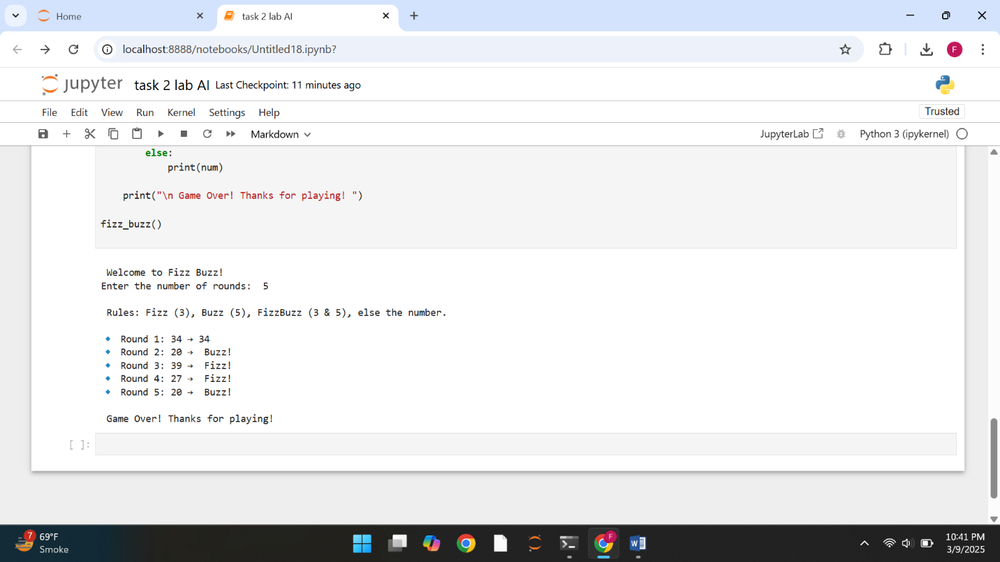 Home
task 2 lab AI
localhost:8888/notebooks/Untitled18.ipynb?
F
jupyter task 2 lab AI Last Checkpoint: 11 minutes ago
File Edit View Run Kernel Settings Help
Trusted
Markdown
JupyterLab
Python 3 (ipykernel)
else:
print(num)
print("\n Game Over! Thanks for playing! ")
fizz_buzz()
Welcome to Fizz Buzz!
Enter the number of rounds: 5
Rules: Fizz (3), Buzz (5), FizzBuzz (3 & 5), else the number.
🔹 Round 1: 34 → 34
🔹 Round 2: 20 → Buzz!
🔹 Round 3: 39 → Fizz!
🔹 Round 4: 27 → Fizz!
🔹 Round 5: 20 → Buzz!
Game Over! Thanks for playing!
[ ]:
7
69°F
Smoke
F
W
10:41 PM
3/9/2025